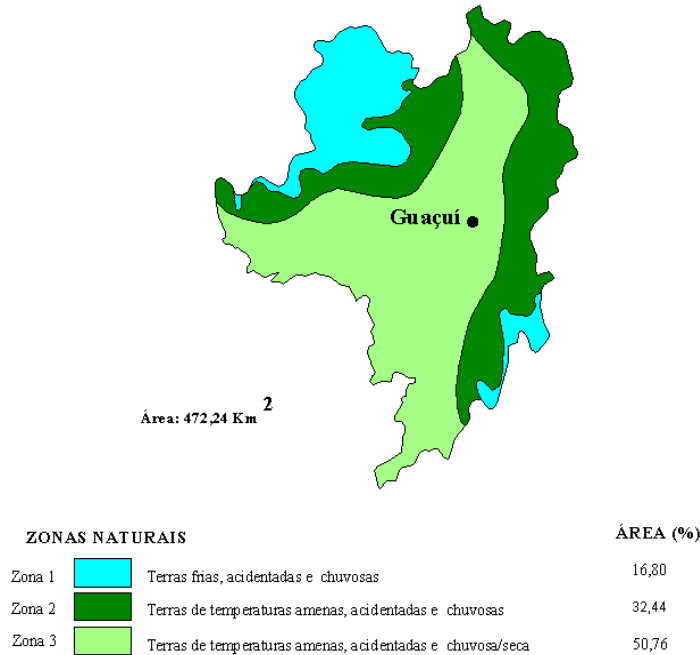 Guaçuí
Área: 472,24 Km 2
ZONAS NATURAIS ÁREA (%)
Zona 1 Terras frias, acidentadas e chuvosas 16,80
Zona 2 Terras de temperaturas amenas, acidentadas e chuvosas 32,44
Zona 3 Terras de temperaturas amenas, acidentadas e chuvosa/seca 50,76